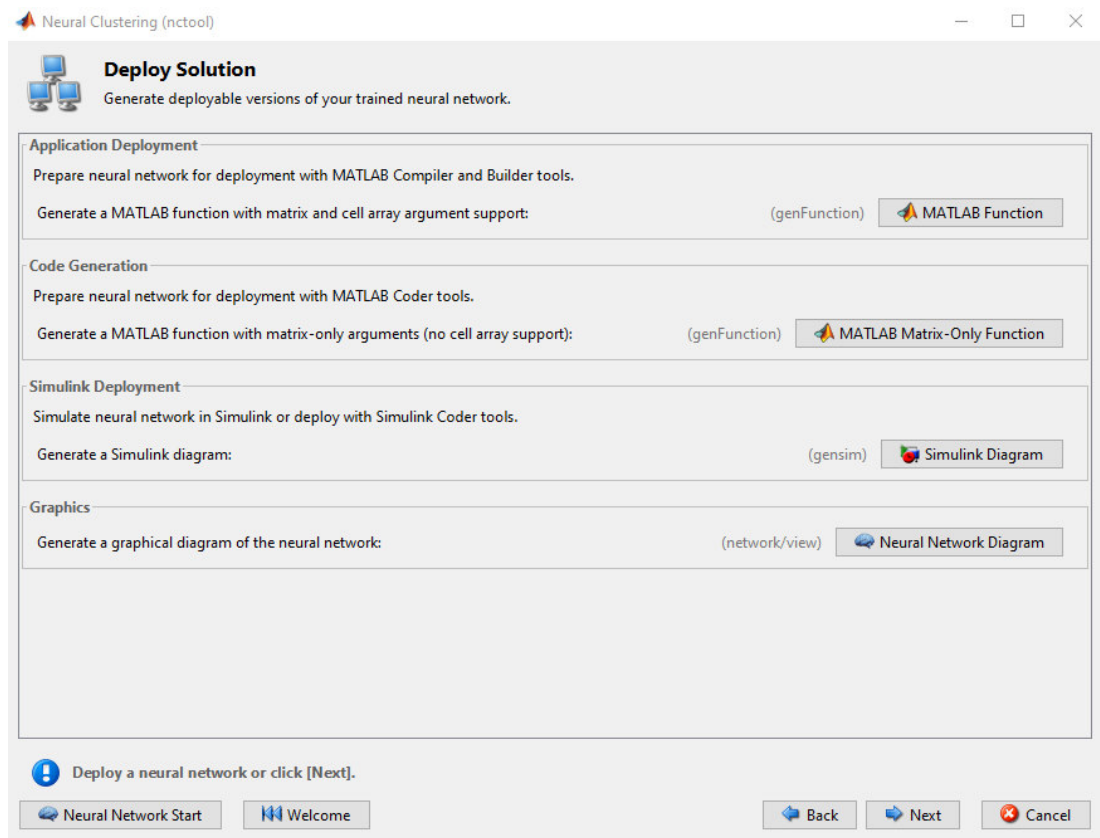 Neural Clustering (nctool)
Deploy Solution
Generate deployable versions of your trained neural network.
Application Deployment
Prepare neural network for deployment with MATLAB Compiler and Builder tools.
Generate a MATLAB function with matrix and cell array argument support: (genFunction) MATLAB Function
Code Generation
Prepare neural network for deployment with MATLAB Coder tools.
Generate a MATLAB function with matrix-only arguments (no cell array support): (genFunction) MATLAB Matrix-Only Function
Simulink Deployment
Simulate neural network in Simulink or deploy with Simulink Coder tools.
Generate a Simulink diagram: (gensim) Simulink Diagram
Graphics
Generate a graphical diagram of the neural network: (network/view) Neural Network Diagram
Deploy a neural network or click [Next].
Neural Network Start Welcome Back Next Cancel